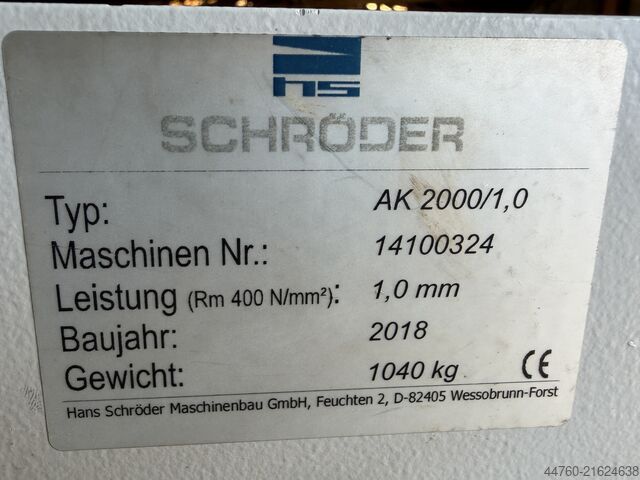 hs
SCHRÖDER
Typ: AK 2000/1,0
Maschinen Nr.: 14100324
Leistung (Rm 400 N/mm²): 1,0 mm
Baujahr: 2018
Gewicht: 1040 kg CE
Hans Schröder Maschinenbau GmbH, Feuchten 2, D-82405 Wessobrunn-Forst
44760-21624638